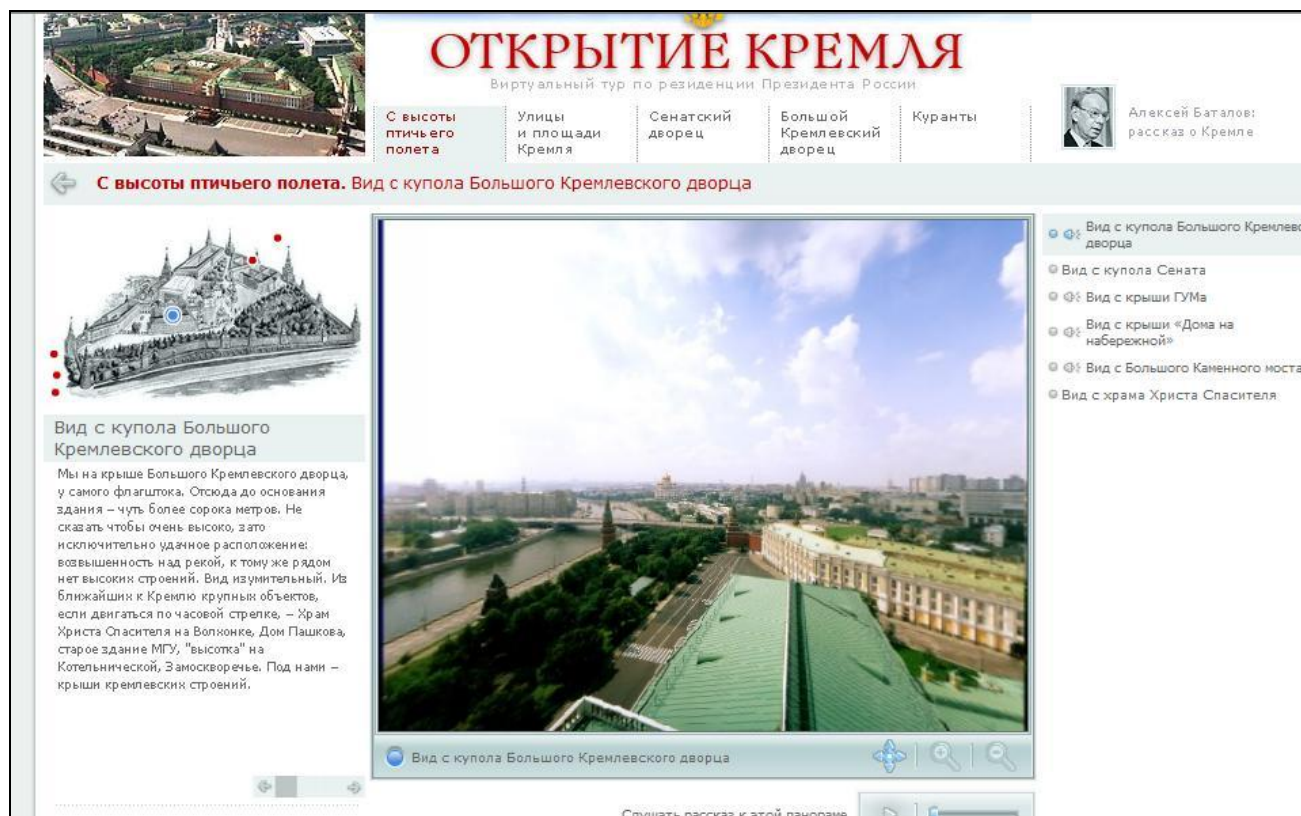 ОТКРЫТИЕ КРЕМЛЯ
Виртуальный тур по резиденции Президента России
С высоты
птичьего
полета
Улицы
и площади
Кремля
Сенатский
дворец
Большой
Кремлевский
дворец
Куранты
Алексей Баталов:
рассказ о Кремле
С высоты птичьего полета. Вид с купола Большого Кремлевского дворца
Вид с купола Большого
Кремлевского дворца
Мы на крыше Большого Кремлевского дворца,
у самого флагштока. Отсюда до основания
здания – чуть более сорока метров. Не
сказать чтобы очень высоко, зато
исключительно удачное расположение:
возвышенность над рекой, к тому же рядом
нет высоких строений. Вид изумительный. Из
ближайших к Кремлю крупных объектов,
если двигаться по часовой стрелке, – Храм
Христа Спасителя на Волхонке, Дом Пашкова,
старое здание МГУ, "высотка" на
Котельнической, Замоскворечье. Под нами –
крыши кремлевских строений.
Вид с купола Большого Кремлевского дворца
Слушать рассказ к этой панораме
Вид с купола Большого Кремлевс
дворца
Вид с купола Сената
Вид с крыши ГУМа
Вид с крыши «Дома на
набережной»
Вид с Большого Каменного моста
Вид с храма Христа Спасителя